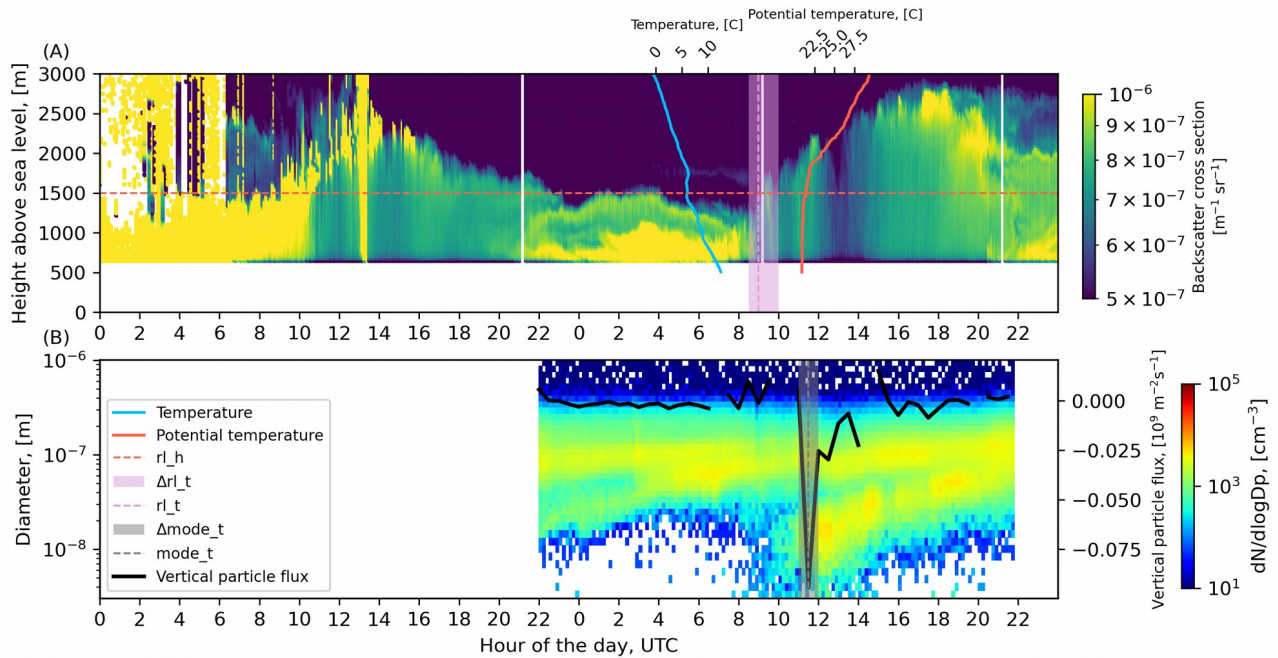 Potential temperature, [C]
Temperature, [C]
0 5 10 22.5 25.0 27.5
(A)
Height above sea level, [m]
3000
2500
2000
1500
1000
500
0
0 2 4 6 8 10 12 14 16 18 20 22 0 2 4 6 8 10 12 14 16 18 20 22
10⁻⁶
9 × 10⁻⁷
8 × 10⁻⁷
7 × 10⁻⁷
6 × 10⁻⁷
5 × 10⁻⁷
Backscatter cross section
[m⁻¹ sr⁻¹]
(B)
Diameter, [m]
10⁻⁶
10⁻⁷
10⁻⁸
Temperature
Potential temperature
rl_h
Δrl_t
rl_t
Δmode_t
mode_t
Vertical particle flux
0 2 4 6 8 10 12 14 16 18 20 22 0 2 4 6 8 10 12 14 16 18 20 22
Hour of the day, UTC
0.000
−0.025
−0.050
−0.075
Vertical particle flux, [10⁹ m⁻²s⁻¹]
10⁵
10³
10¹
dN/dlogDp, [cm⁻³]